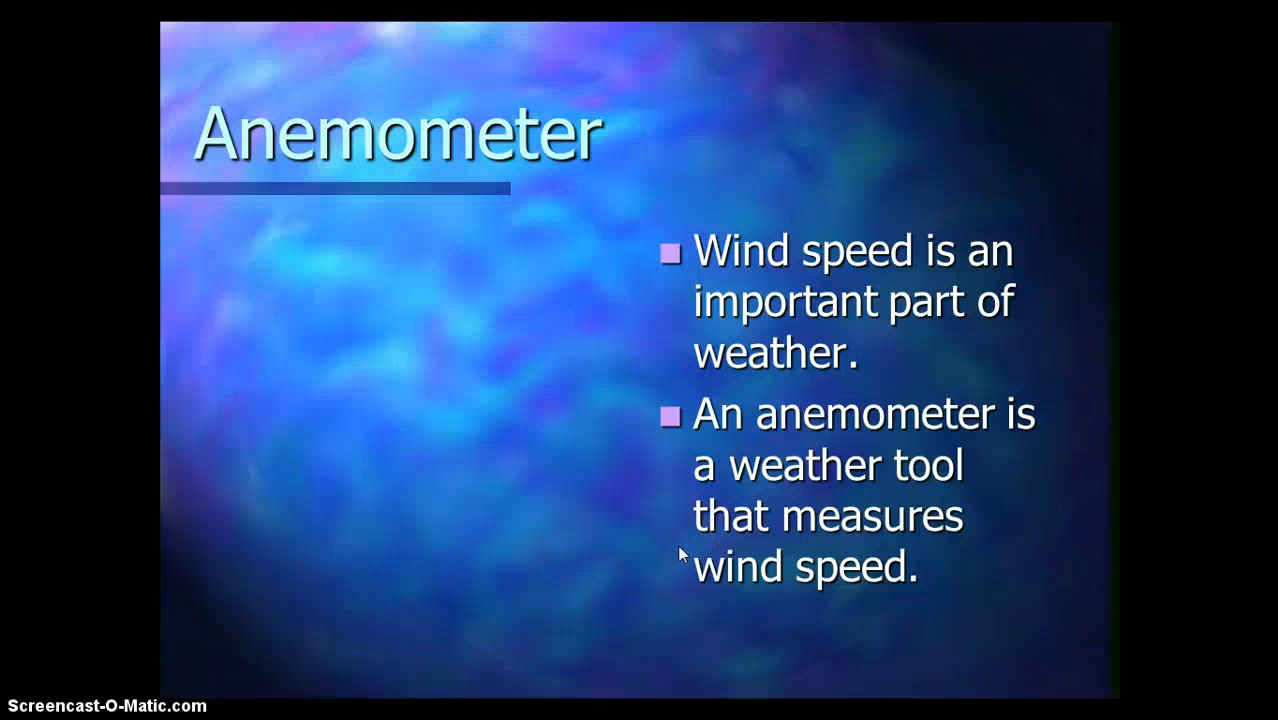 Anemometer
Wind speed is an
important part of
weather.
An anemometer is
a weather tool
that measures
wind speed.
Screencast-O-Matic.com